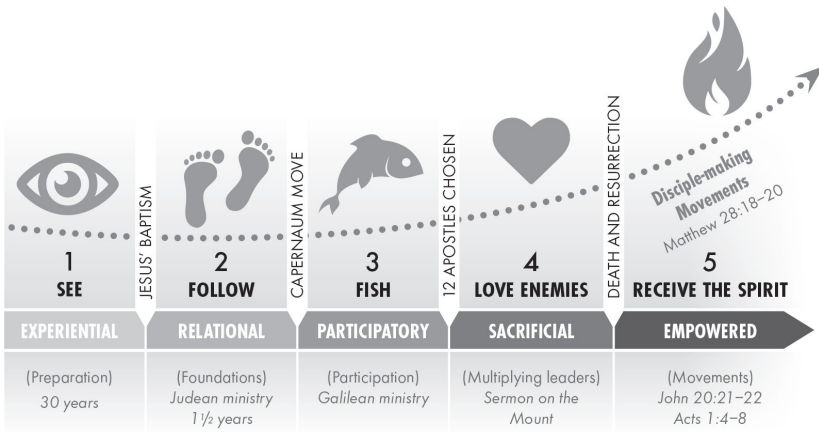 1
SEE
JESUS' BAPTISM
2
FOLLOW
CAPERNAUM MOVE
3
FISH
12 APOSTLES CHOSEN
4
LOVE ENEMIES
DEATH AND RESURRECTION
Disciple-making
Movements
Matthew 28:18–20
5
RECEIVE THE SPIRIT
EXPERIENTIAL
RELATIONAL
PARTICIPATORY
SACRIFICIAL
EMPOWERED
(Preparation)
30 years
(Foundations)
Judean ministry
1½ years
(Participation)
Galilean ministry
(Multiplying leaders)
Sermon on the
Mount
(Movements)
John 20:21–22
Acts 1:4–8